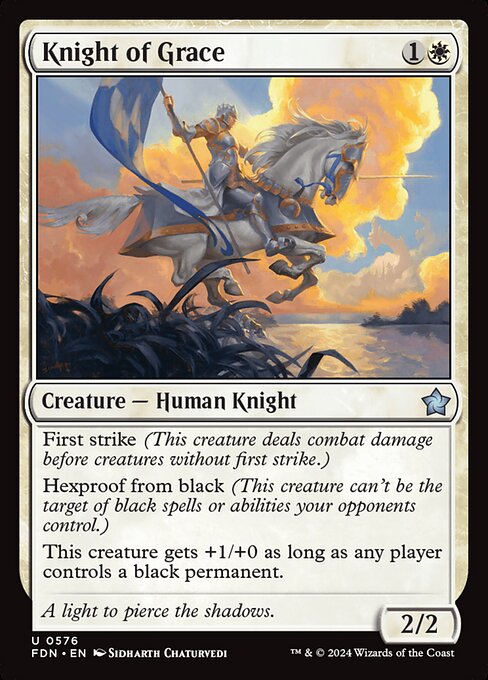 Knight of Grace 1
Creature — Human Knight
First strike (This creature deals combat damage
before creatures without first strike.)
Hexproof from black (This creature can't be the
target of black spells or abilities your opponents
control.)
This creature gets +1/+0 as long as any player
controls a black permanent.
A light to pierce the shadows.
2/2
U 0576
FDN • EN Sidharth Chaturvedi
™ & © 2024 Wizards of the Coast